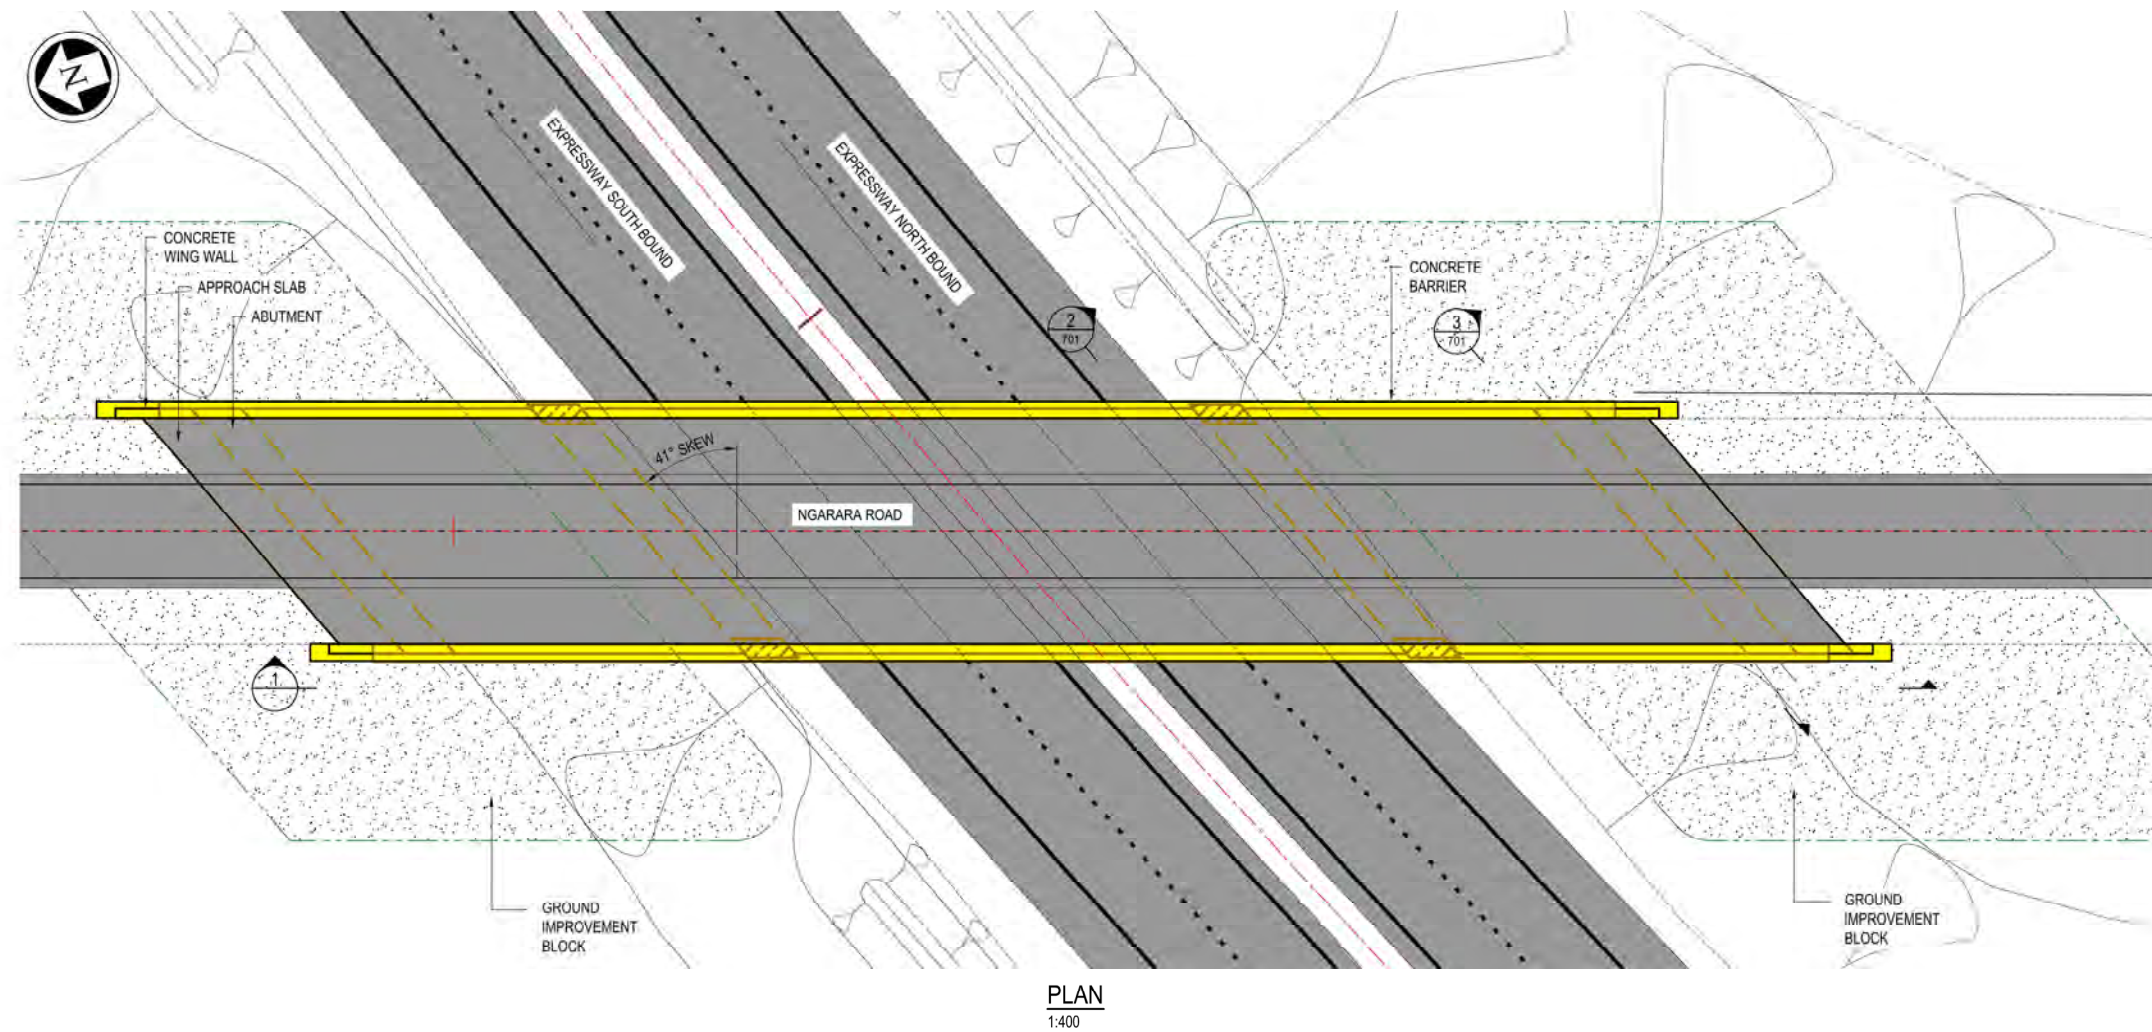 N
EXPRESSWAY SOUTH BOUND
EXPRESSWAY NORTH BOUND
CONCRETE
WING WALL
APPROACH SLAB
ABUTMENT
CONCRETE
BARRIER
2
701
3
701
41° SKEW
NGARARA ROAD
1
GROUND
IMPROVEMENT
BLOCK
GROUND
IMPROVEMENT
BLOCK
PLAN
1:400